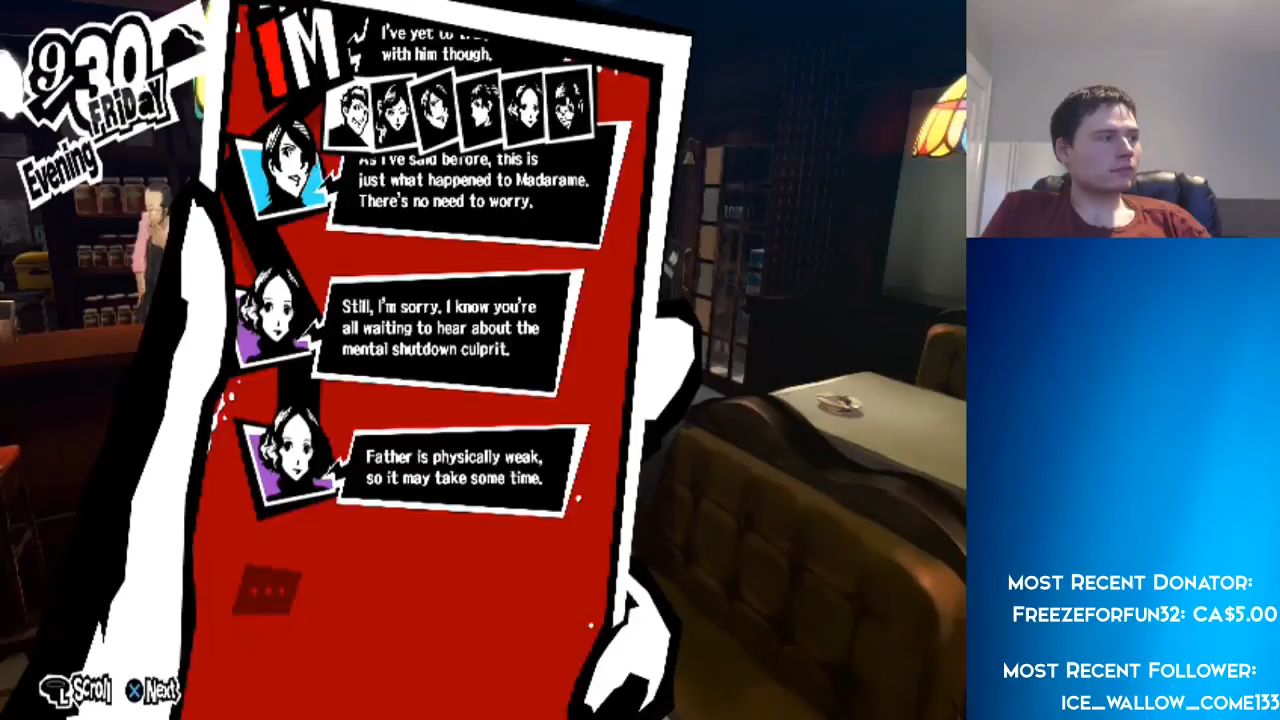 9/30
FRIDAY
Evening
IM
I've yet to
with him though.
As I've said before, this is
just what happened to Madarame.
There's no need to worry.
Still, I'm sorry. I know you're
all waiting to hear about the
mental shutdown culprit.
Father is physically weak,
so it may take some time.
...
L Scroll
Next
Most Recent Donator:
Freezeforfun32: CA$5.00
Most Recent Follower:
ice_wallow_come133